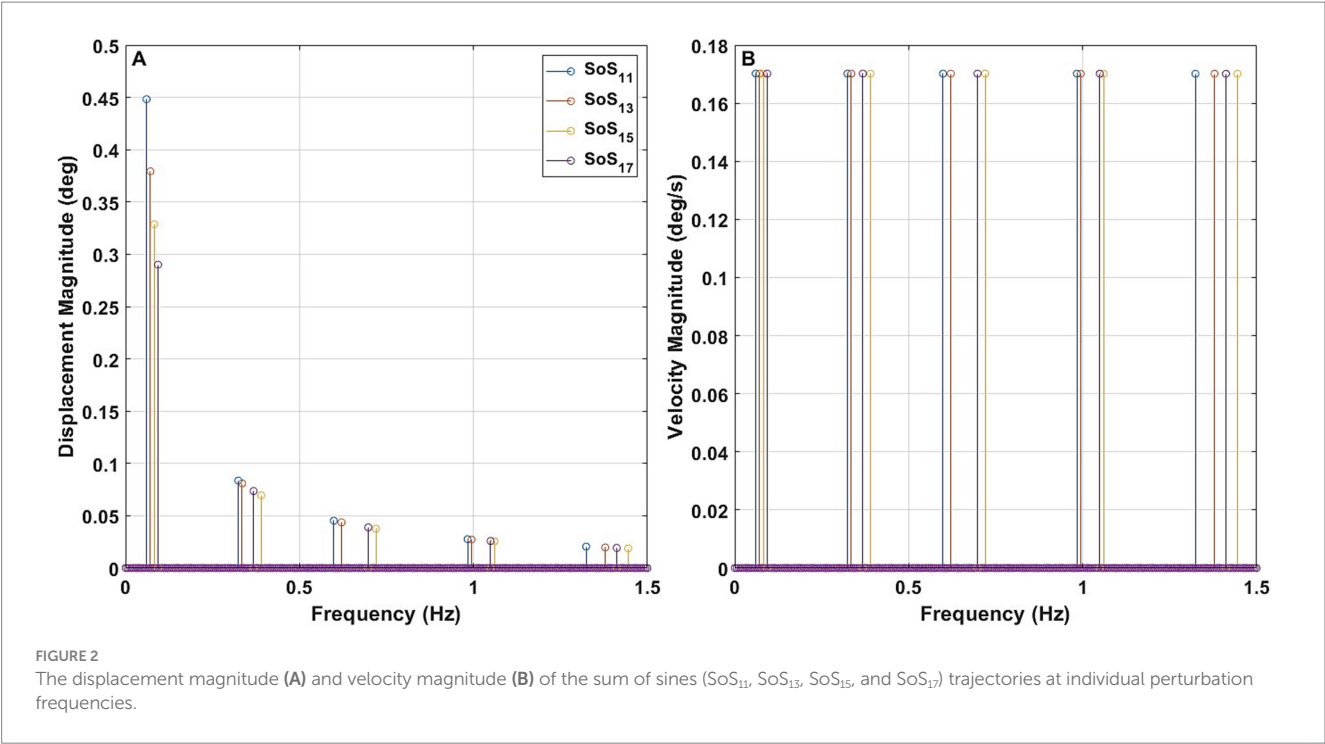 A
SoS11
SoS13
SoS15
SoS17
0.5
0.45
0.4
0.35
0.3
0.25
0.2
0.15
0.1
0.05
0
Displacement Magnitude (deg)
0 0.5 1 1.5
Frequency (Hz)
B
0.18
0.16
0.14
0.12
0.1
0.08
0.06
0.04
0.02
0
Velocity Magnitude (deg/s)
0 0.5 1 1.5
Frequency (Hz)
FIGURE 2
The displacement magnitude (A) and velocity magnitude (B) of the sum of sines (SoS11, SoS13, SoS15, and SoS17) trajectories at individual perturbation
frequencies.